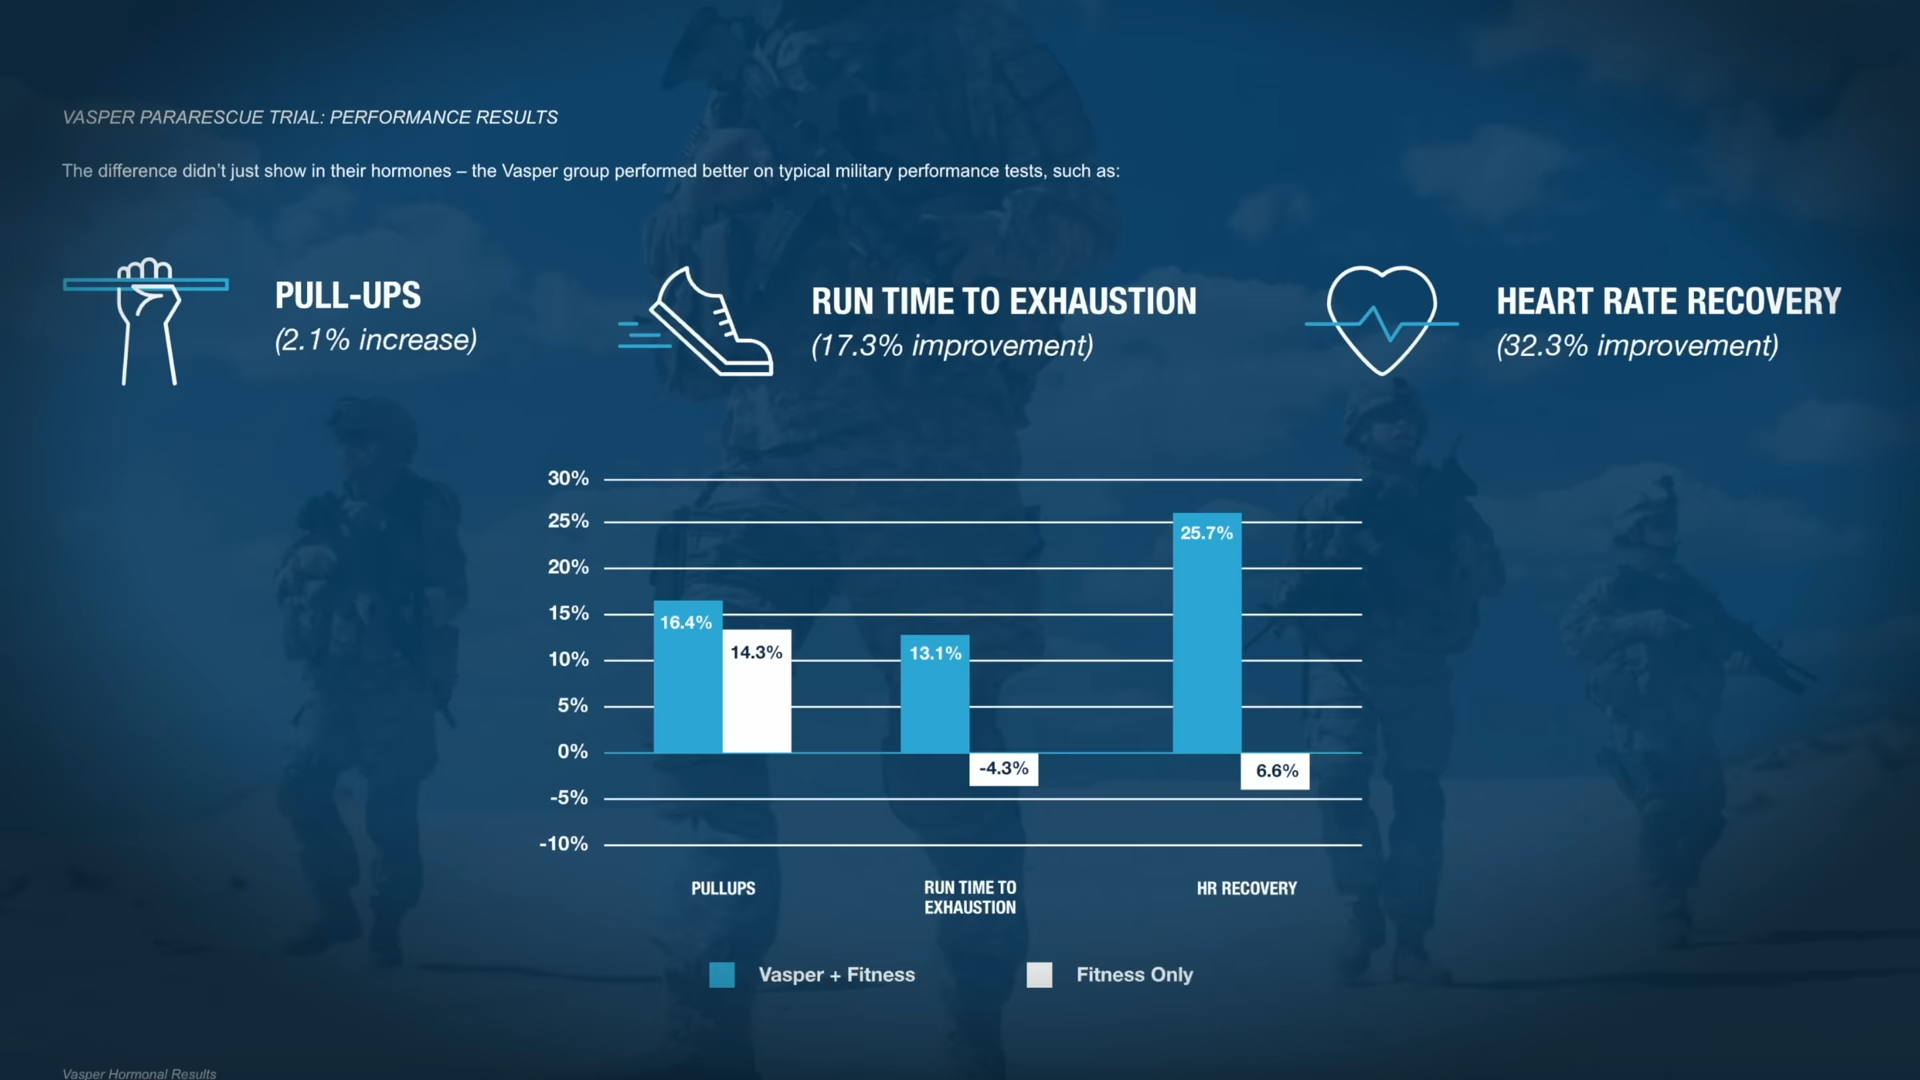 VASPER PARARESCUE TRIAL: PERFORMANCE RESULTS
The difference didn't just show in their hormones – the Vasper group performed better on typical military performance tests, such as:
PULL-UPS
(2.1% increase)
RUN TIME TO EXHAUSTION
(17.3% improvement)
HEART RATE RECOVERY
(32.3% improvement)
30%
25%
20%
15%
10%
5%
0%
-5%
-10%
16.4%
14.3%
13.1%
-4.3%
25.7%
6.6%
PULLUPS
RUN TIME TO
EXHAUSTION
HR RECOVERY
Vasper + Fitness
Fitness Only
Vasper Hormonal Results